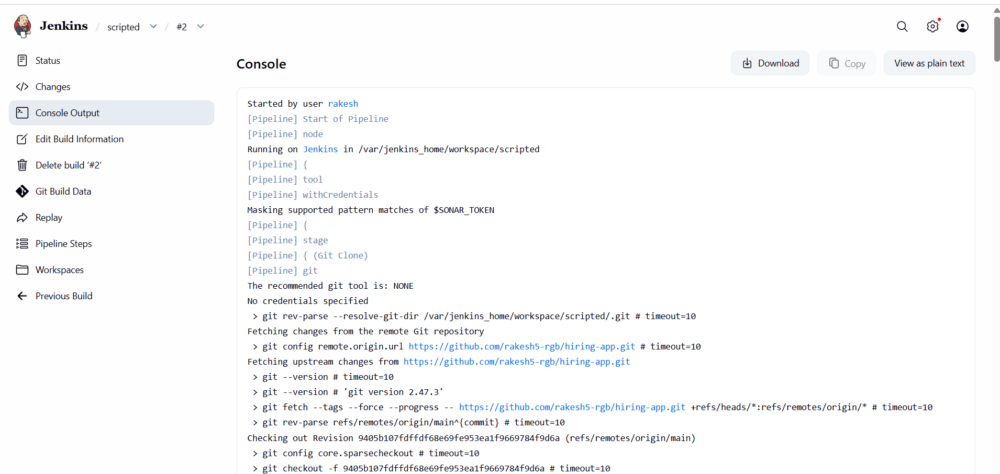 Jenkins / scripted / #2
Status
Changes
Console Output
Edit Build Information
Delete build ‘#2’
Git Build Data
Replay
Pipeline Steps
Workspaces
Previous Build
Console
Download
Copy
View as plain text
Started by user rakesh
[Pipeline] Start of Pipeline
[Pipeline] node
Running on Jenkins in /var/jenkins_home/workspace/scripted
[Pipeline] {
[Pipeline] tool
[Pipeline] withCredentials
Masking supported pattern matches of $SONAR_TOKEN
[Pipeline] {
[Pipeline] stage
[Pipeline] { (Git Clone)
[Pipeline] git
The recommended git tool is: NONE
No credentials specified
 > git rev-parse --resolve-git-dir /var/jenkins_home/workspace/scripted/.git # timeout=10
Fetching changes from the remote Git repository
 > git config remote.origin.url https://github.com/rakesh5-rgb/hiring-app.git # timeout=10
Fetching upstream changes from https://github.com/rakesh5-rgb/hiring-app.git
 > git --version # timeout=10
 > git --version # 'git version 2.47.3'
 > git fetch --tags --force --progress -- https://github.com/rakesh5-rgb/hiring-app.git +refs/heads/*:refs/remotes/origin/* # timeout=10
 > git rev-parse refs/remotes/origin/main^{commit} # timeout=10
Checking out Revision 9405b107fdffdf68e69fe953ea1f9669784f9d6a (refs/remotes/origin/main)
 > git config core.sparsecheckout # timeout=10
 > git checkout -f 9405b107fdffdf68e69fe953ea1f9669784f9d6a # timeout=10